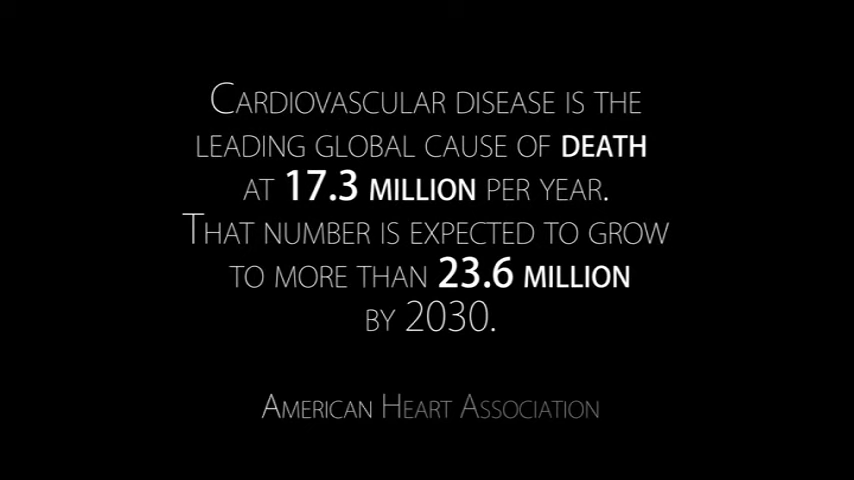 Cardiovascular disease is the
leading global cause of death
at 17.3 million per year.
That number is expected to grow
to more than 23.6 million
by 2030.
American Heart Association